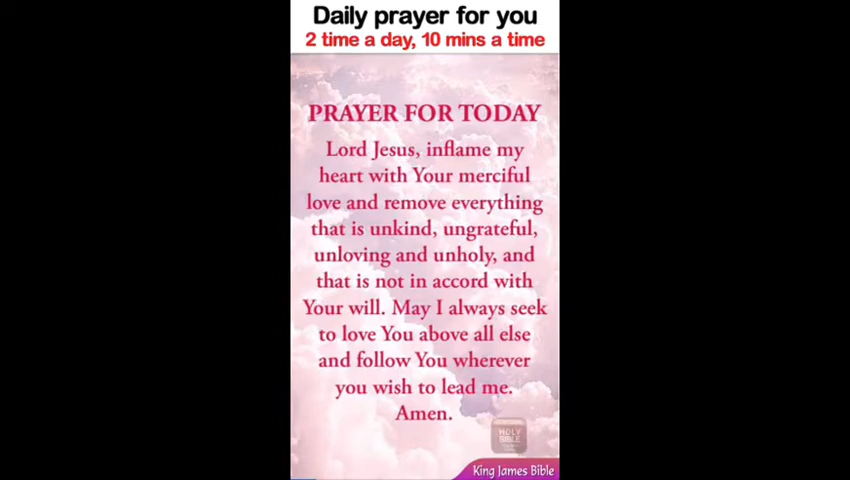 Daily prayer for you
2 time a day, 10 mins a time
PRAYER FOR TODAY
Lord Jesus, inflame my
heart with Your merciful
love and remove everything
that is unkind, ungrateful,
unloving and unholy, and
that is not in accord with
Your will. May I always seek
to love You above all else
and follow You wherever
you wish to lead me.
Amen.
HOLY
BIBLE
King James Bible